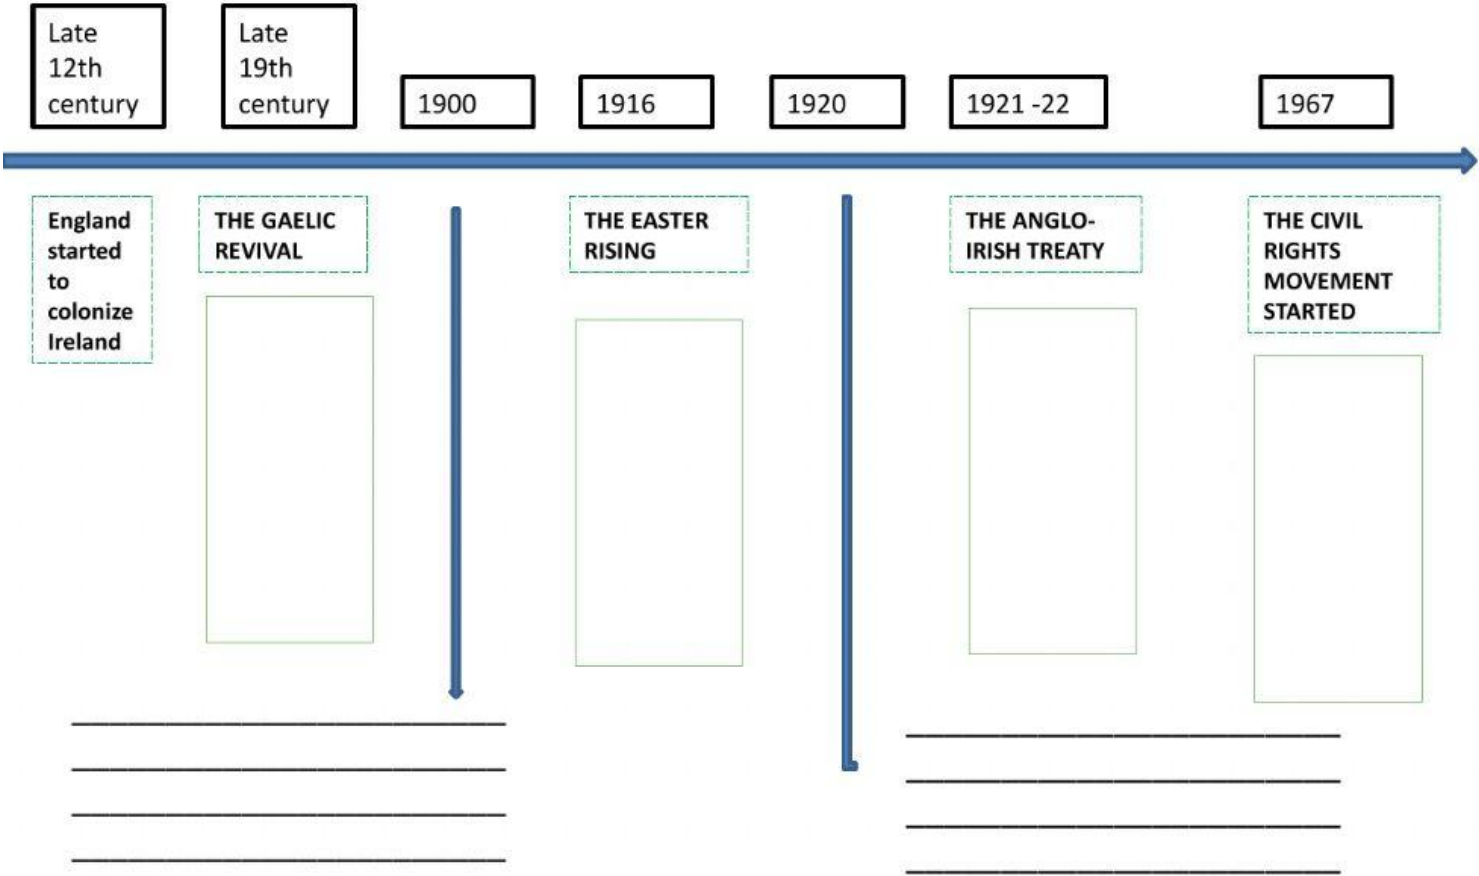 Late
12th
century
Late
19th
century
1900
1916
1920
1921 -22
1967
England
started
to
colonize
Ireland
THE GAELIC
REVIVAL
THE EASTER
RISING
THE ANGLO-
IRISH TREATY
THE CIVIL
RIGHTS
MOVEMENT
STARTED